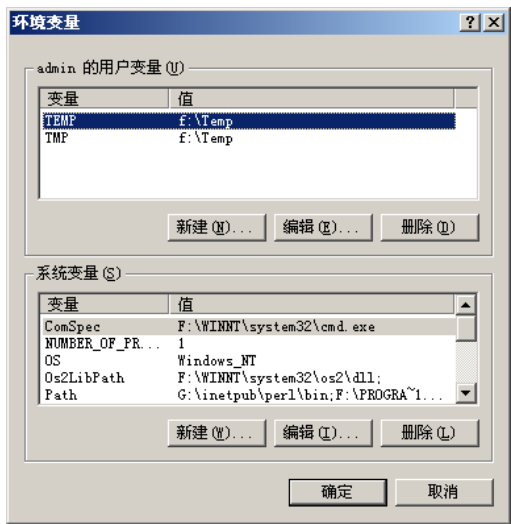 环境变量
admin 的用户变量(U)
变量 值
TEMP f:\Temp
TMP f:\Temp
新建(N)... 编辑(E)... 删除(D)
系统变量(S)
变量 值
ComSpec F:\WINNT\system32\cmd.exe
NUMBER_OF_PR... 1
OS Windows_NT
Os2LibPath F:\WINNT\system32\os2\dll;
Path G:\inetpub\perl\bin;F:\PROGRA~1...
新建(W)... 编辑(I)... 删除(L)
确定 取消